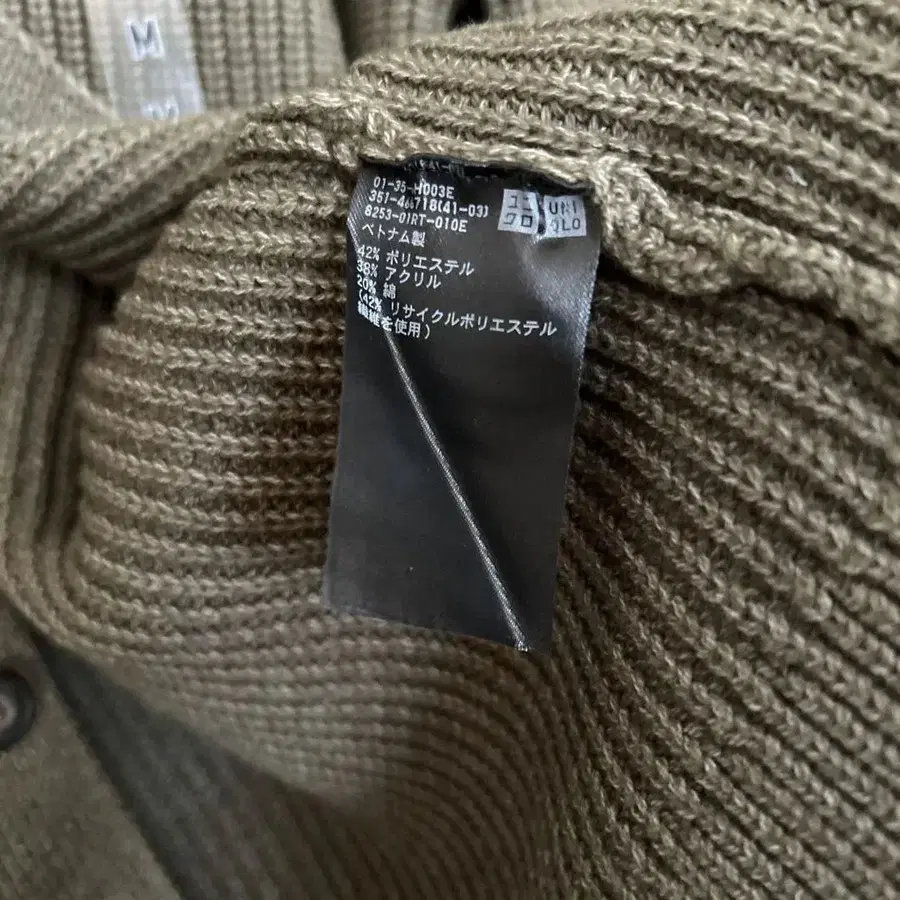 M
01-35-H003E
351-466718(41-03)
8253-01RT-010E
ベトナム製
42% ポリエステル
38% アクリル
20% 綿
(42% リサイクルポリエステル
繊維を使用)
ユニ
クロ
UNI
QLO